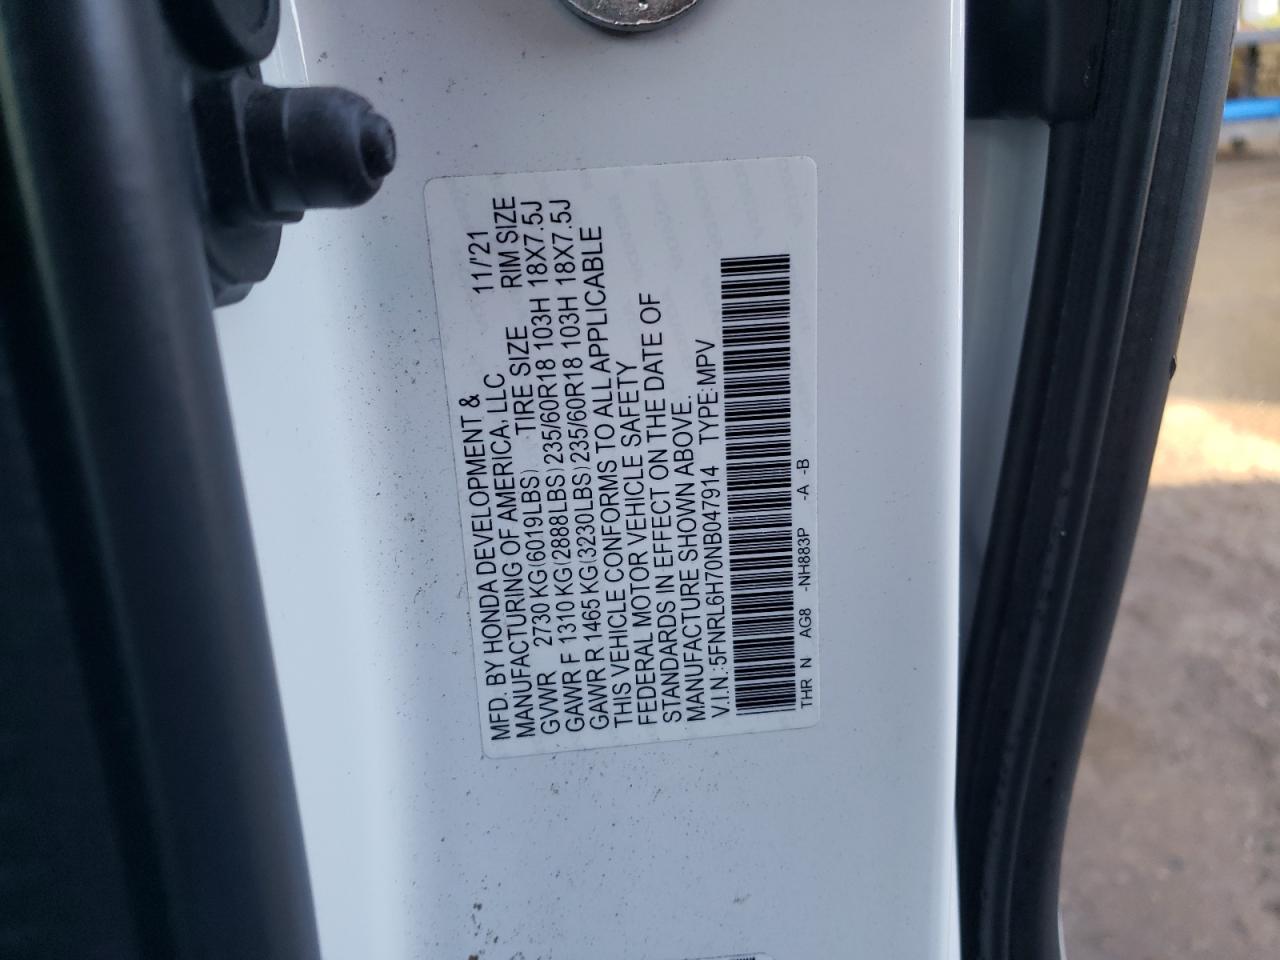 MFD. BY HONDA DEVELOPMENT &
MANUFACTURING OF AMERICA, LLC 11/'21
GVWR 2730 KG(6019LBS) TIRE SIZE RIM SIZE
GAWR F 1310 KG(2888LBS)235/60R18 103H 18X7.5J
GAWR R 1465 KG(3230LBS)235/60R18 103H 18X7.5J
THIS VEHICLE CONFORMS TO ALL APPLICABLE
FEDERAL MOTOR VEHICLE SAFETY
STANDARDS IN EFFECT ON THE DATE OF
MANUFACTURE SHOWN ABOVE.
V.I.N.:5FNRL6H70NB047914 TYPE:MPV
THR N AG8 -NH883P -A -B